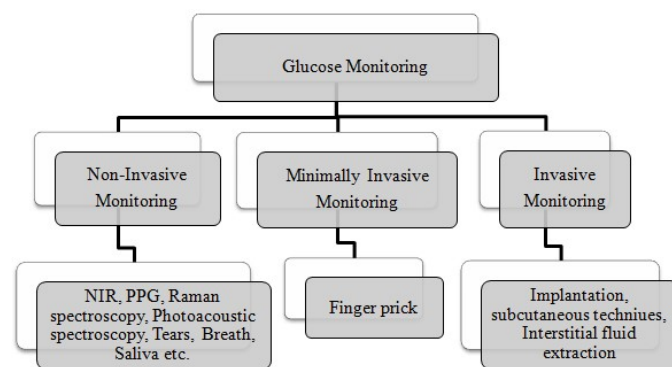 Glucose Monitoring
Non-Invasive
Monitoring
Minimally Invasive
Monitoring
Invasive
Monitoring
NIR, PPG, Raman
spectroscopy, Photoacoustic
spectroscopy, Tears, Breath,
Saliva etc.
Finger prick
Implantation,
subcutaneous techniues,
Interstitial fluid
extraction